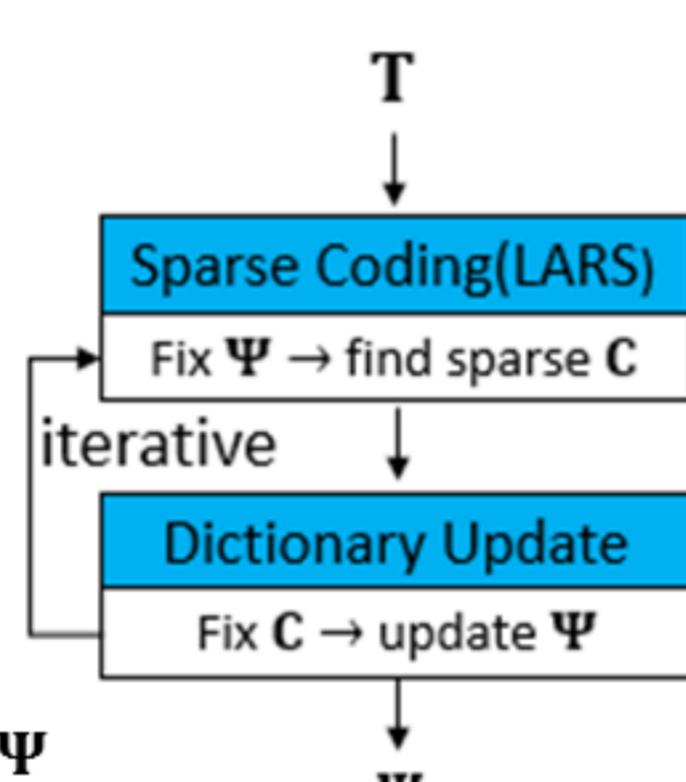 T
Sparse Coding(LARS)
Fix Ψ → find sparse C
iterative
Dictionary Update
Fix C → update Ψ
Ψ